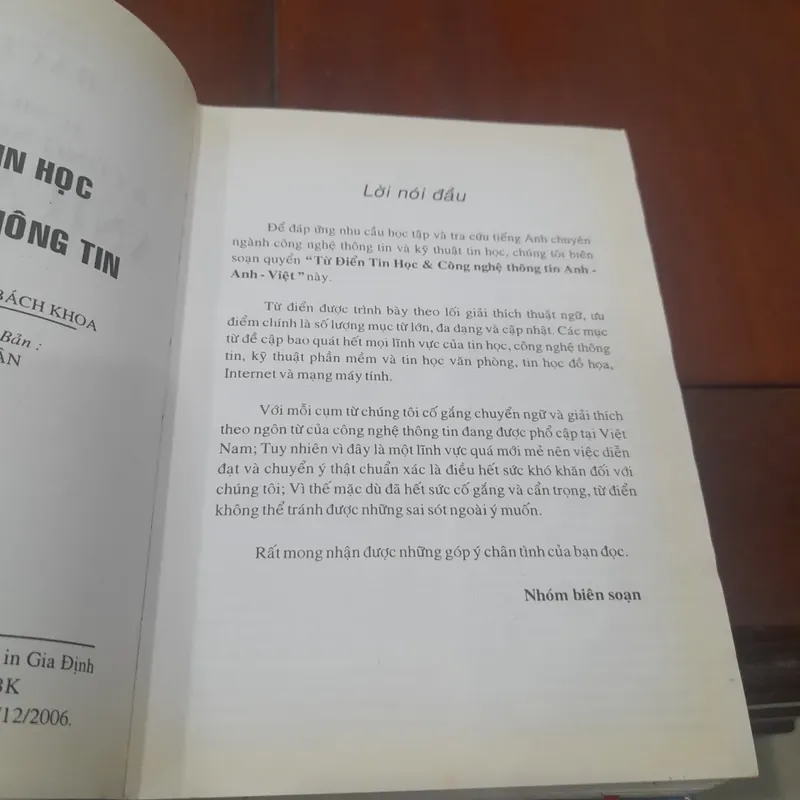 IN HỌC
HÔNG TIN
BÁCH KHOA
Bản :
ÂN
in Gia Định
BK
/12/2006.
Lời nói đầu
Để đáp ứng nhu cầu học tập và tra cứu tiếng Anh chuyên
ngành công nghệ thông tin và kỹ thuật tin học, chúng tôi biên
soạn quyển “Từ Điển Tin Học & Công nghệ thông tin Anh -
Anh - Việt” này.
Từ điển được trình bày theo lối giải thích thuật ngữ, ưu
điểm chính là số lượng mục từ lớn, đa dạng và cập nhật. Các mục
từ đề cập bao quát hết mọi lĩnh vực của tin học, công nghệ thông
tin, kỹ thuật phần mềm và tin học văn phòng, tin học đồ họa,
Internet và mạng máy tính.
Với mỗi cụm từ chúng tôi cố gắng chuyển ngữ và giải thích
theo ngôn từ của công nghệ thông tin đang được phổ cập tại Việt
Nam; Tuy nhiên vì đây là một lĩnh vực quá mới mẻ nên việc diễn
đạt và chuyển ý thật chuẩn xác là điều hết sức khó khăn đối với
chúng tôi; Vì thế mặc dù đã hết sức cố gắng và cẩn trọng, từ điển
không thể tránh được những sai sót ngoài ý muốn.
Rất mong nhận được những góp ý chân tình của bạn đọc.
Nhóm biên soạn